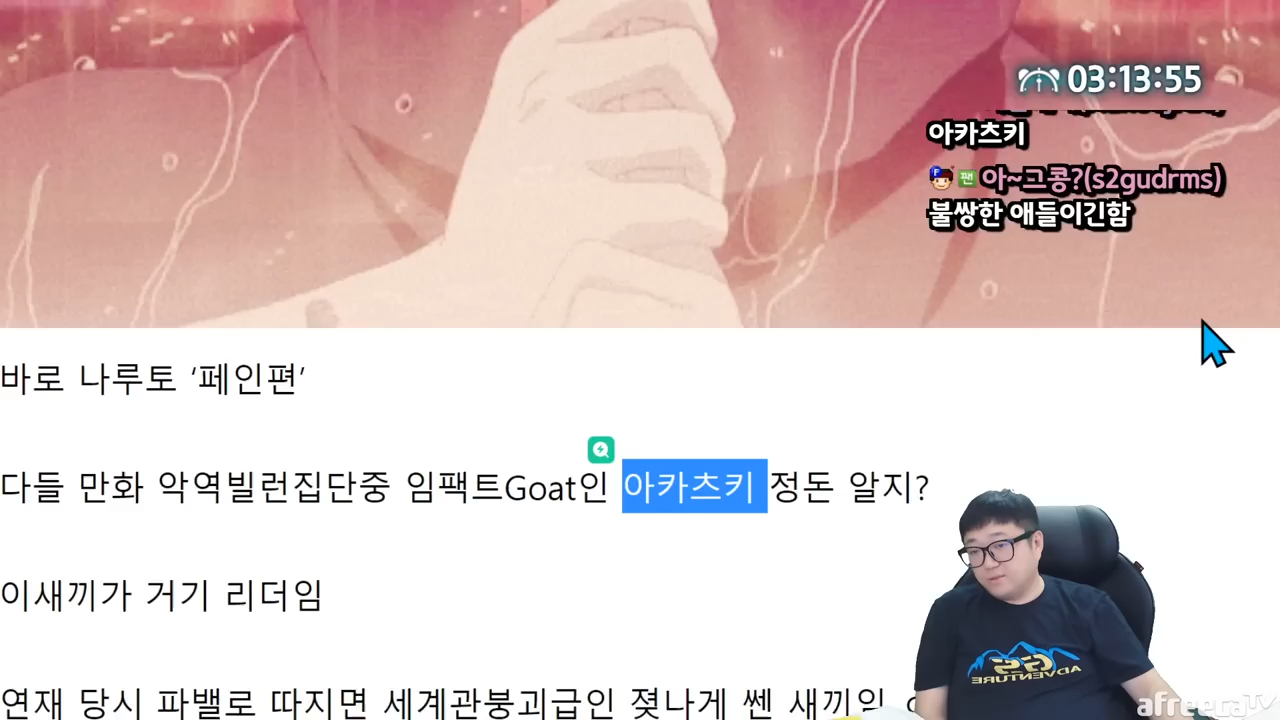 03:13:55
아카츠키
팬 아~그콩?(s2gudrms)
불쌍한 애들이긴함
바로 나루토 ‘페인편’
다들 만화 악역빌런집단중 임팩트Goat인 아카츠키 정돈 알지?
이새끼가 거기 리더임
연재 당시 파밸로 따지면 세계관붕괴급인 젖나게 쎈 새끼임
ADVENTURE
afreecaTV